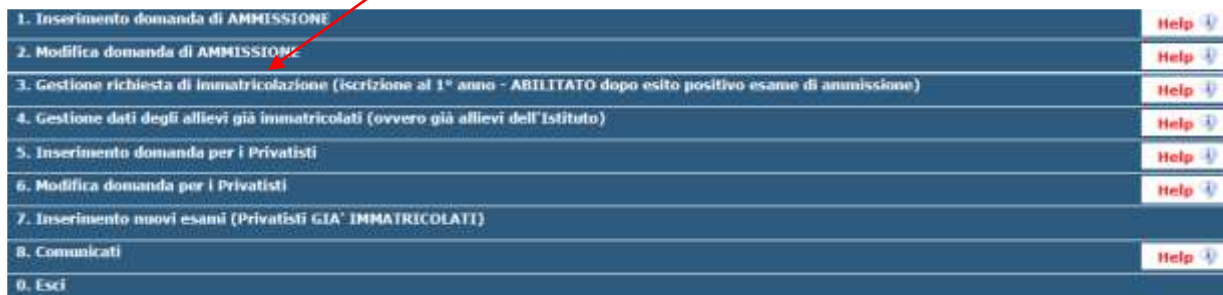 1. Inserimento domanda di AMMISSIONE Help
2. Modifica domanda di AMMISSIONE Help
3. Gestione richiesta di immatricolazione (iscrizione al 1° anno - ABILITATO dopo esito positivo esame di ammissione) Help
4. Gestione dati degli allievi già immatricolati (ovvero già allievi dell'Istituto) Help
5. Inserimento domanda per i Privatisti Help
6. Modifica domanda per i Privatisti Help
7. Inserimento nuovi esami (Privatisti GIA' IMMATRICOLATI)
8. Comunicati Help
0. Esci